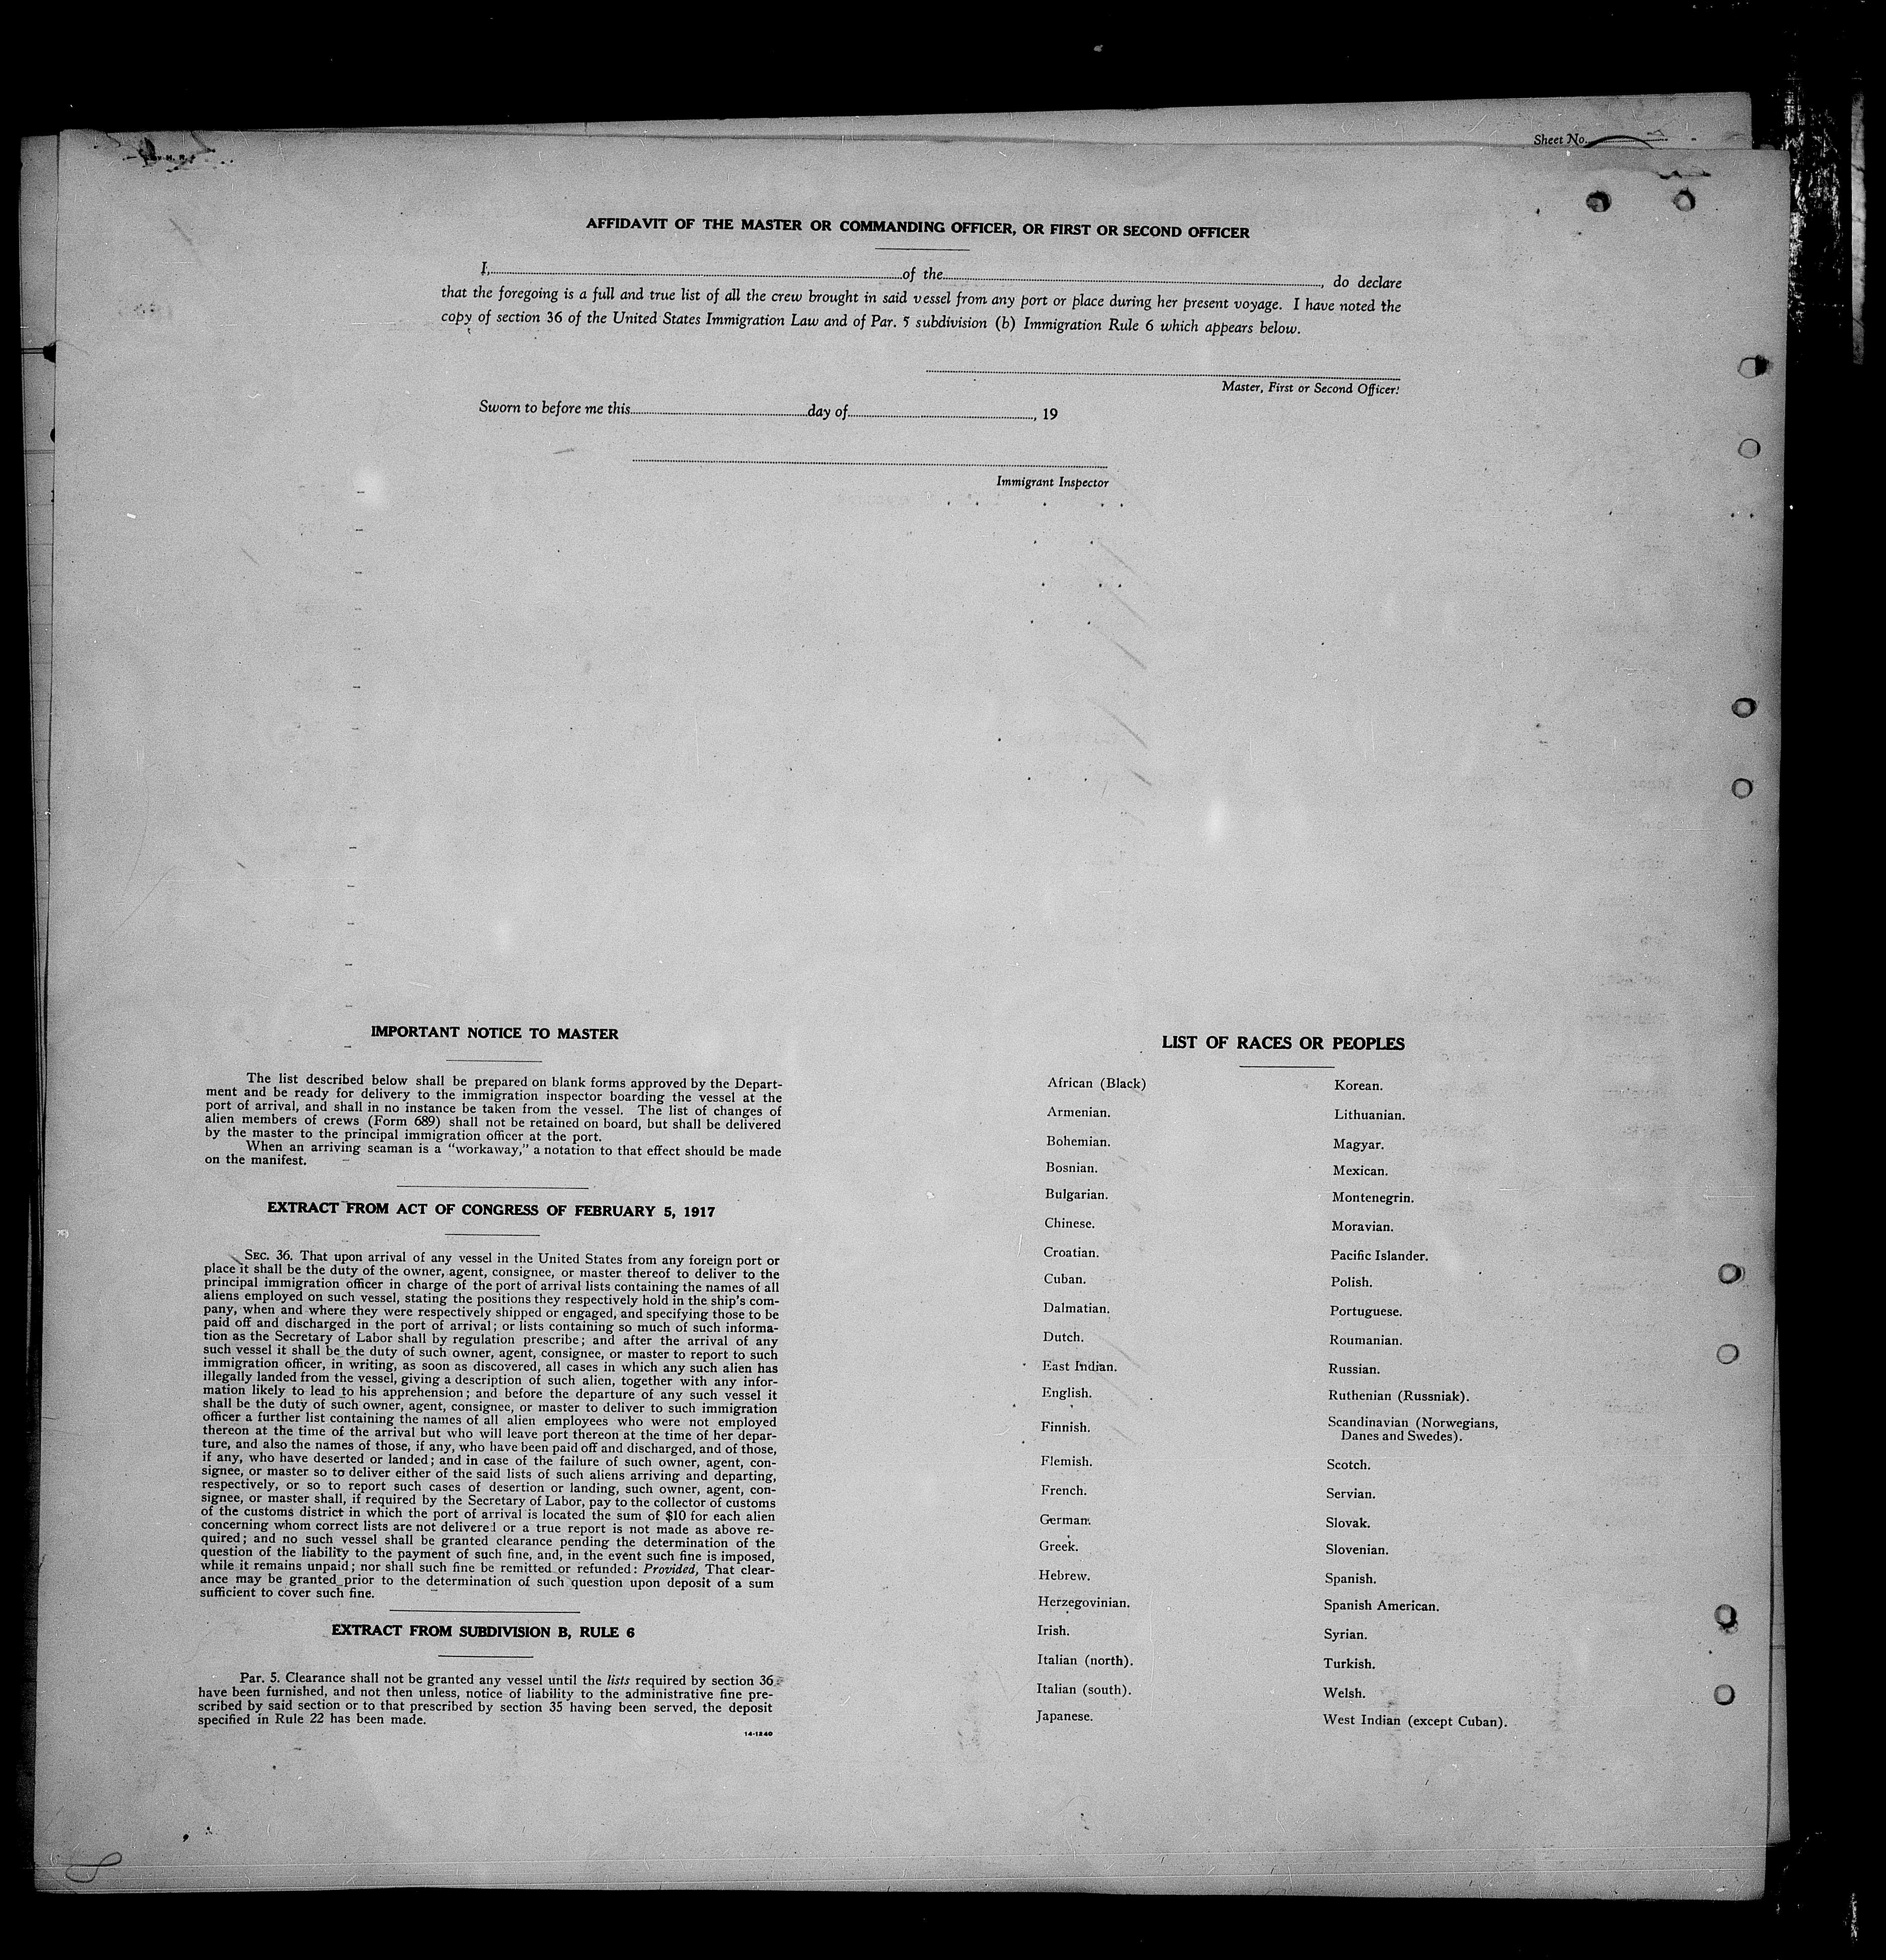 Sheet No.
AFFIDAVIT OF THE MASTER OR COMMANDING OFFICER, OR FIRST OR SECOND OFFICER
I, of the , do declare
that the foregoing is a full and true list of all the crew brought in said vessel from any port or place during her present voyage. I have noted the
copy of section 36 of the United States Immigration Law and of Par. 5 subdivision (b) Immigration Rule 6 which appears below.
Master, First or Second Officer.
Sworn to before me this day of , 19
Immigrant Inspector
IMPORTANT NOTICE TO MASTER
The list described below shall be prepared on blank forms approved by the Depart-
ment and be ready for delivery to the immigration inspector boarding the vessel at the
port of arrival, and shall in no instance be taken from the vessel. The list of changes of
alien members of crews (Form 689) shall not be retained on board, but shall be delivered
by the master to the principal immigration officer at the port.
When an arriving seaman is a "workaway," a notation to that effect should be made
on the manifest.
EXTRACT FROM ACT OF CONGRESS OF FEBRUARY 5, 1917
SEC. 36. That upon arrival of any vessel in the United States from any foreign port or
place it shall be the duty of the owner, agent, consignee, or master thereof to deliver to the
principal immigration officer in charge of the port of arrival lists containing the names of all
aliens employed on such vessel, stating the positions they respectively hold in the ship's com-
pany, when and where they were respectively shipped or engaged, and specifying those to be
paid off and discharged in the port of arrival; or lists containing so much of such informa-
tion as the Secretary of Labor shall by regulation prescribe; and after the arrival of any
such vessel it shall be the duty of such owner, agent, consignee, or master to report to such
immigration officer, in writing, as soon as discovered, all cases in which any such alien has
illegally landed from the vessel, giving a description of such alien, together with any infor-
mation likely to lead to his apprehension; and before the departure of any such vessel it
shall be the duty of such owner, agent, consignee, or master to deliver to such immigration
officer a further list containing the names of all alien employees who were not employed
thereon at the time of the arrival but who will leave port thereon at the time of her depar-
ture, and also the names of those, if any, who have been paid off and discharged, and of those,
if any, who have deserted or landed; and in case of the failure of such owner, agent, con-
signee, or master so to deliver either of the said lists of such aliens arriving and departing,
respectively, or so to report such cases of desertion or landing, such owner, agent, con-
signee, or master shall, if required by the Secretary of Labor, pay to the collector of customs
of the customs district in which the port of arrival is located the sum of $10 for each alien
concerning whom correct lists are not delivered or a true report is not made as above re-
quired; and no such vessel shall be granted clearance pending the determination of the
question of the liability to the payment of such fine, and, in the event such fine is imposed,
while it remains unpaid; nor shall such fine be remitted or refunded: Provided, That clear-
ance may be granted prior to the determination of such question upon deposit of a sum
sufficient to cover such fine.
EXTRACT FROM SUBDIVISION B, RULE 6
Par. 5. Clearance shall not be granted any vessel until the lists required by section 36
have been furnished, and not then unless, notice of liability to the administrative fine pre-
scribed by said section or to that prescribed by section 35 having been served, the deposit
specified in Rule 22 has been made.
14-1240
LIST OF RACES OR PEOPLES
African (Black)
Armenian.
Bohemian.
Bosnian.
Bulgarian.
Chinese.
Croatian.
Cuban.
Dalmatian.
Dutch.
East Indian.
English.
Finnish.
Flemish.
French.
German.
Greek.
Hebrew.
Herzegovinian.
Irish.
Italian (north).
Italian (south).
Japanese.
Korean.
Lithuanian.
Magyar.
Mexican.
Montenegrin.
Moravian.
Pacific Islander.
Polish.
Portuguese.
Roumanian.
Russian.
Ruthenian (Russniak).
Scandinavian (Norwegians,
Danes and Swedes).
Scotch.
Servian.
Slovak.
Slovenian.
Spanish.
Spanish American.
Syrian.
Turkish.
Welsh.
West Indian (except Cuban).